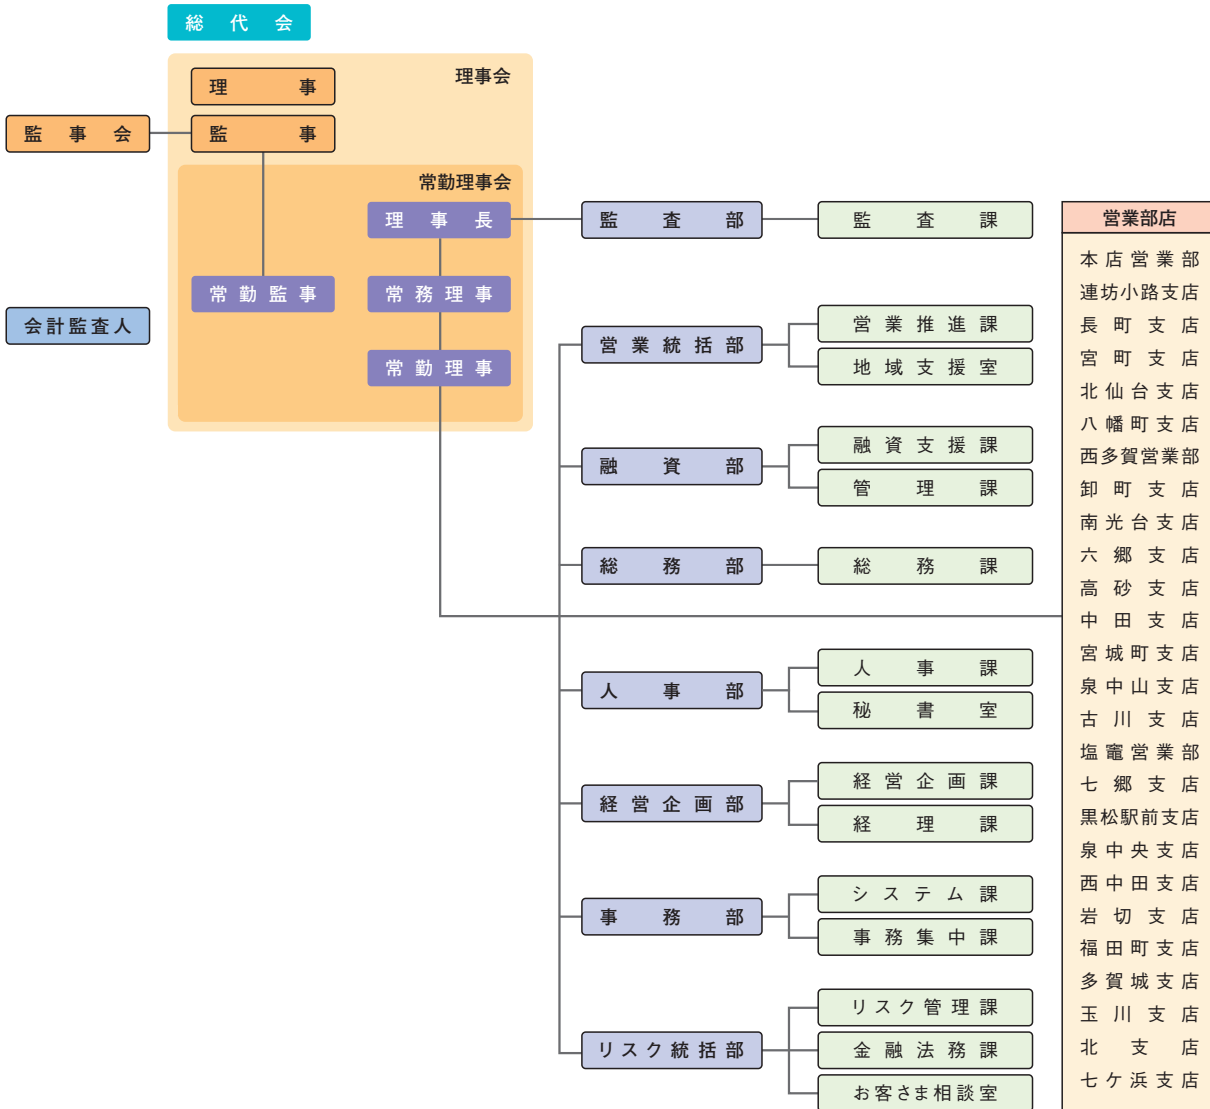 総代会
理事会
理事
監事会
監事
常勤理事会
理事長
常勤監事
常務理事
会計監査人
常勤理事
監査部
監査課
営業統括部
営業推進課
地域支援室
融資部
融資支援課
管理課
総務部
総務課
人事部
人事課
秘書室
経営企画部
経営企画課
経理課
事務部
システム課
事務集中課
リスク統括部
リスク管理課
金融法務課
お客さま相談室
営業部店
本店営業部
連坊小路支店
長町支店
宮町支店
北仙台支店
八幡町支店
西多賀営業部
卸町支店
南光台支店
六郷支店
高砂支店
中田支店
宮城町支店
泉中山支店
古川支店
塩竈営業部
七郷支店
黒松駅前支店
泉中央支店
西中田支店
岩切支店
福田町支店
多賀城支店
玉川支店
北支店
七ケ浜支店